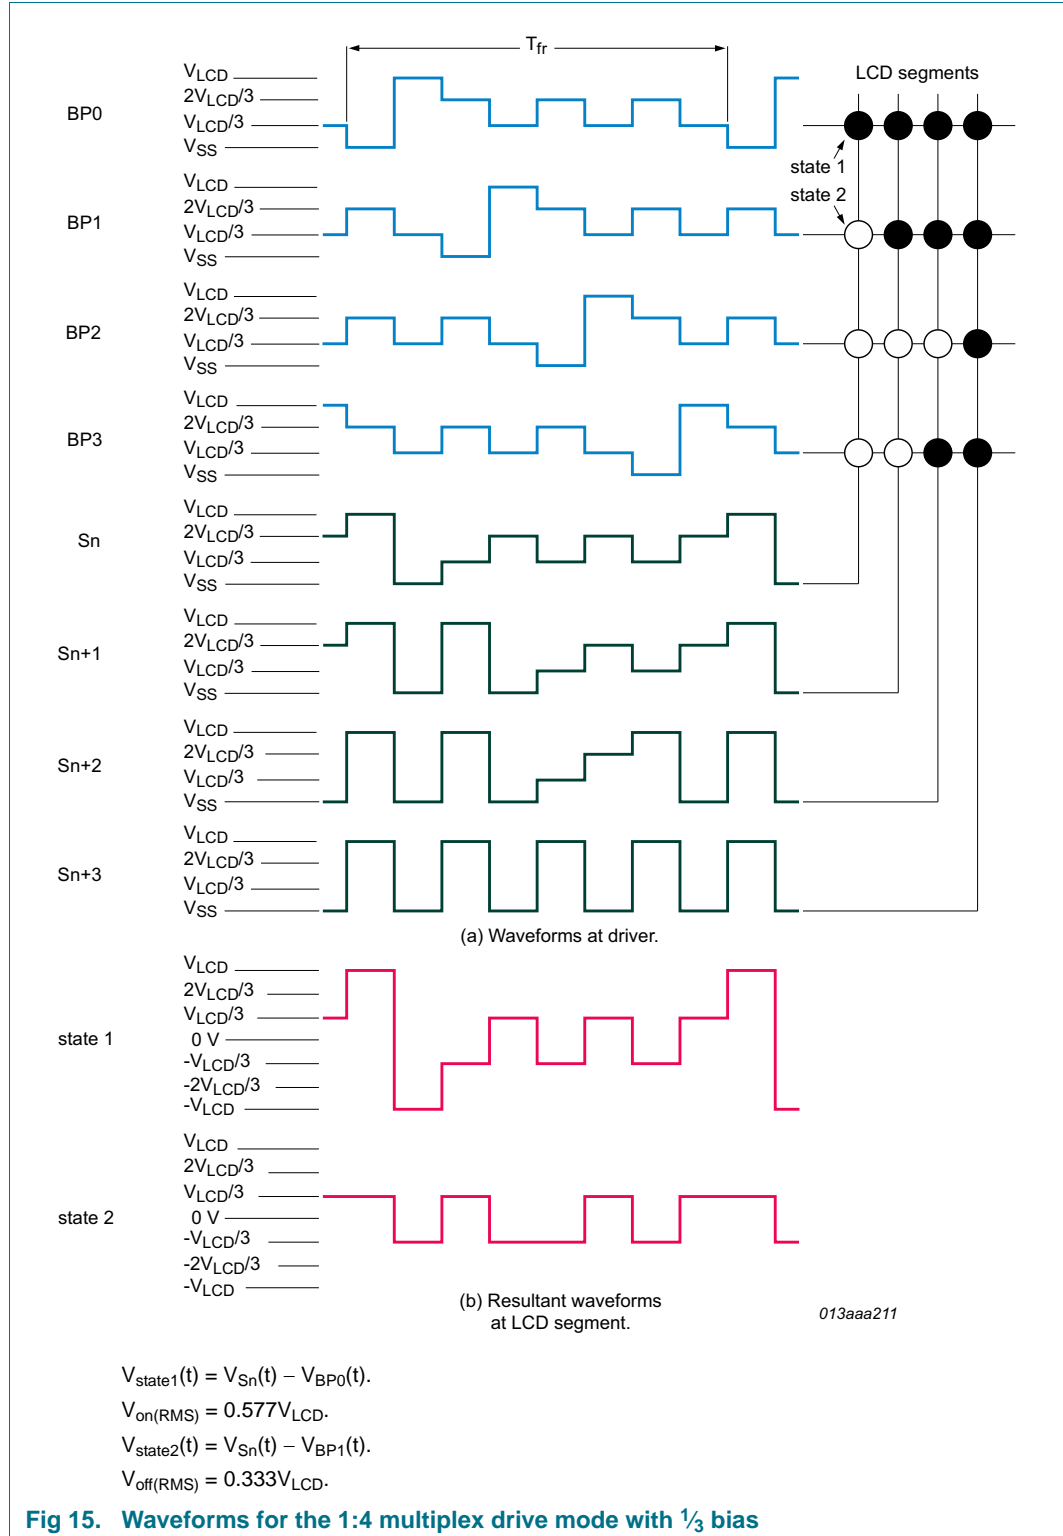 Tfr
VLCD
2VLCD/3
VLCD/3
VSS
BP0
LCD segments
state 1
state 2
VLCD
2VLCD/3
VLCD/3
VSS
BP1
VLCD
2VLCD/3
VLCD/3
VSS
BP2
VLCD
2VLCD/3
VLCD/3
VSS
BP3
VLCD
2VLCD/3
VLCD/3
VSS
Sn
VLCD
2VLCD/3
VLCD/3
VSS
Sn+1
VLCD
2VLCD/3
VLCD/3
VSS
Sn+2
VLCD
2VLCD/3
VLCD/3
VSS
Sn+3
(a) Waveforms at driver.
VLCD
2VLCD/3
VLCD/3
0 V
-VLCD/3
-2VLCD/3
-VLCD
state 1
VLCD
2VLCD/3
VLCD/3
0 V
-VLCD/3
-2VLCD/3
-VLCD
state 2
(b) Resultant waveforms
at LCD segment.
013aaa211
Vstate1(t) = VSn(t) − VBP0(t).
Von(RMS) = 0.577VLCD.
Vstate2(t) = VSn(t) − VBP1(t).
Voff(RMS) = 0.333VLCD.
Fig 15. Waveforms for the 1:4 multiplex drive mode with 1⁄3 bias